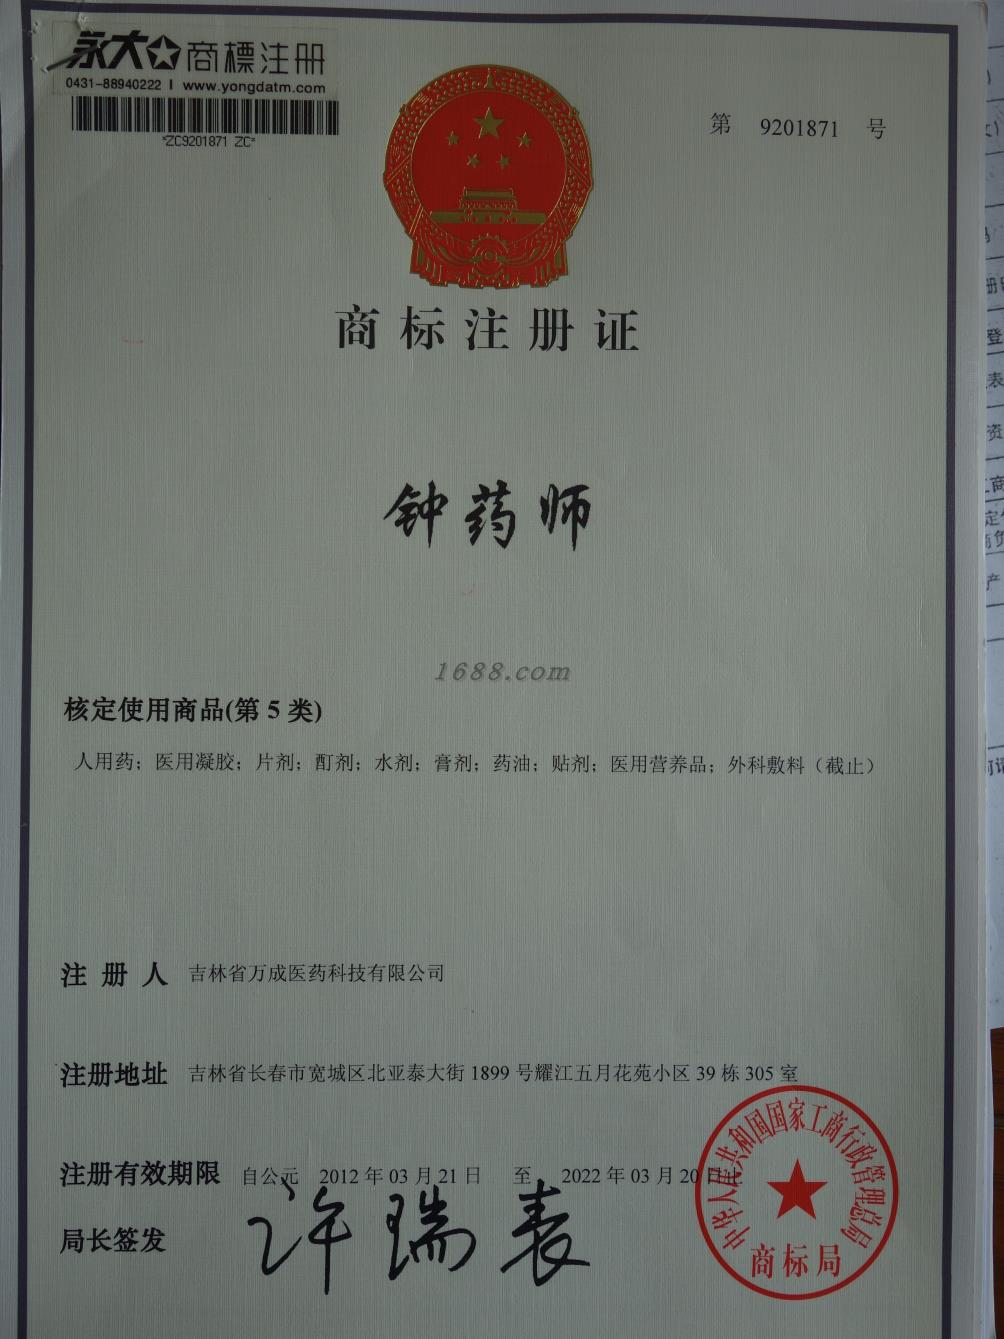 永大 商標注册
0431-88940222 | www.yongdatm.com
*ZC9201871 ZC*
第 9201871 号
商标注册证
钟药师
1688.com
核定使用商品(第 5 类)
人用药；医用凝胶；片剂；酊剂；水剂；膏剂；药油；贴剂；医用营养品；外科敷料（截止）
注 册 人 吉林省万成医药科技有限公司
注册地址 吉林省长春市宽城区北亚泰大街 1899 号耀江五月花苑小区 39 栋 305 室
注册有效期限 自公元 2012 年 03 月 21 日 至 2022 年 03 月 20 日止
局长签发 许瑞表
中华人民共和国国家工商行政管理总局
商标局